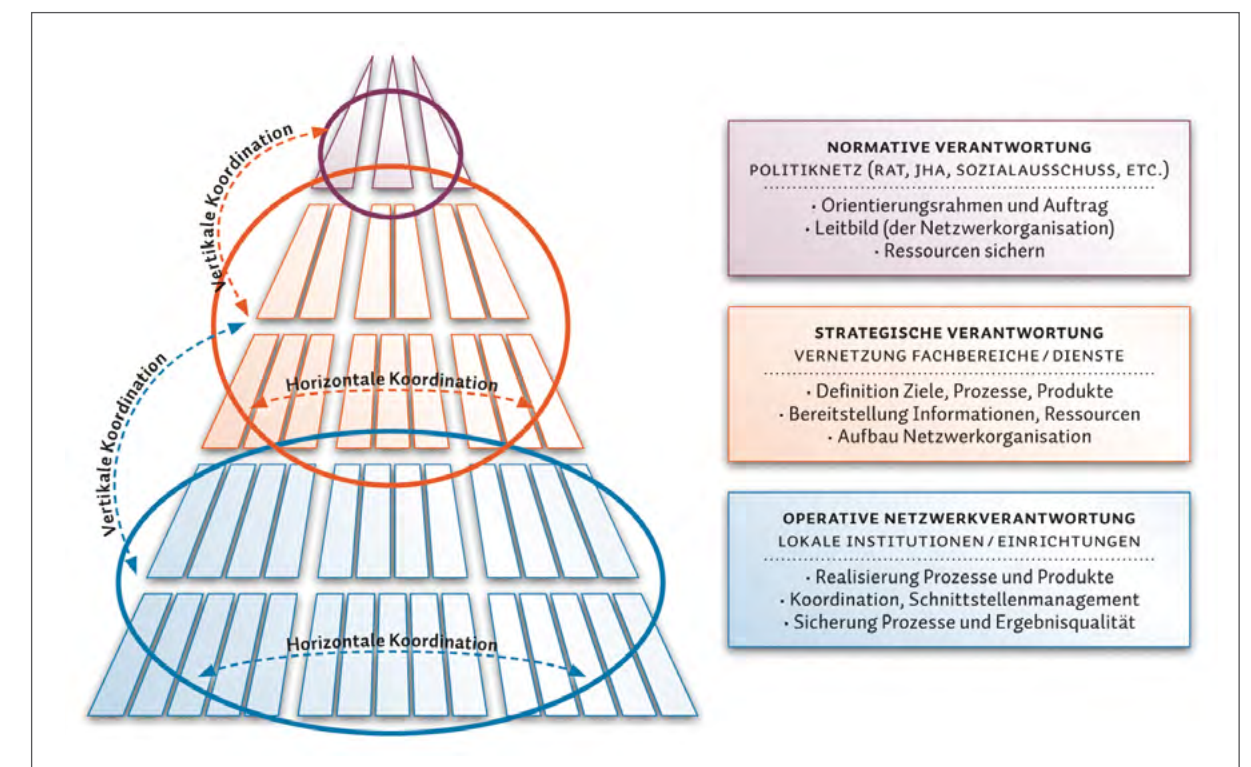 Vertikale Koordination
Vertikale Koordination
Horizontale Koordination
Horizontale Koordination
NORMATIVE VERANTWORTUNG
POLITIKNETZ (RAT, JHA, SOZIALAUSSCHUSS, ETC.)
· Orientierungsrahmen und Auftrag
· Leitbild (der Netzwerkorganisation)
· Ressourcen sichern
STRATEGISCHE VERANTWORTUNG
VERNETZUNG FACHBEREICHE / DIENSTE
· Definition Ziele, Prozesse, Produkte
· Bereitstellung Informationen, Ressourcen
· Aufbau Netzwerkorganisation
OPERATIVE NETZWERKVERANTWORTUNG
LOKALE INSTITUTIONEN / EINRICHTUNGEN
· Realisierung Prozesse und Produkte
· Koordination, Schnittstellenmanagement
· Sicherung Prozesse und Ergebnisqualität